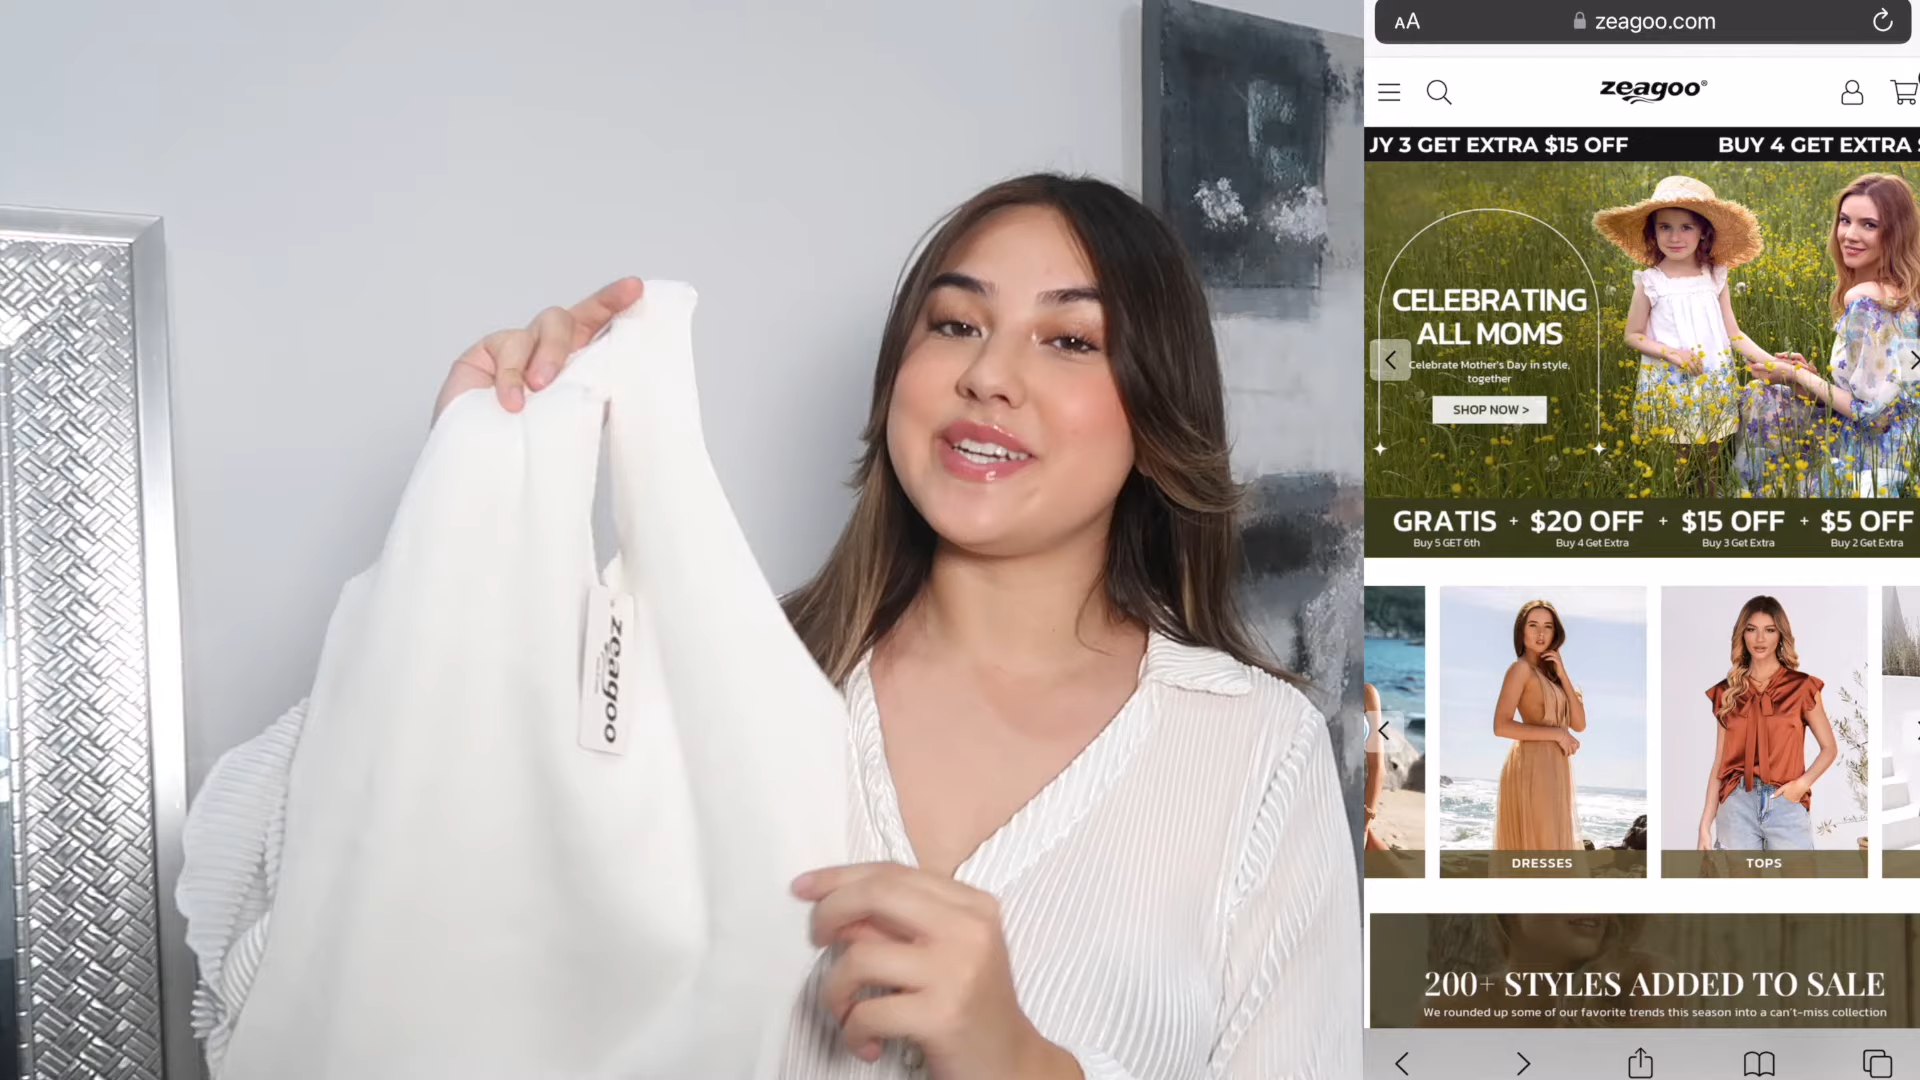 AA zeagoo.com
zeagoo®
JY 3 GET EXTRA $15 OFF BUY 4 GET EXTRA
CELEBRATING
ALL MOMS
Celebrate Mother's Day in style,
together
SHOP NOW >
GRATIS + $20 OFF + $15 OFF + $5 OFF
Buy 5 GET 6th Buy 4 Get Extra Buy 3 Get Extra Buy 2 Get Extra
zeagoo
DRESSES TOPS
200+ STYLES ADDED TO SALE
We rounded up some of our favorite trends this season into a can't-miss collection